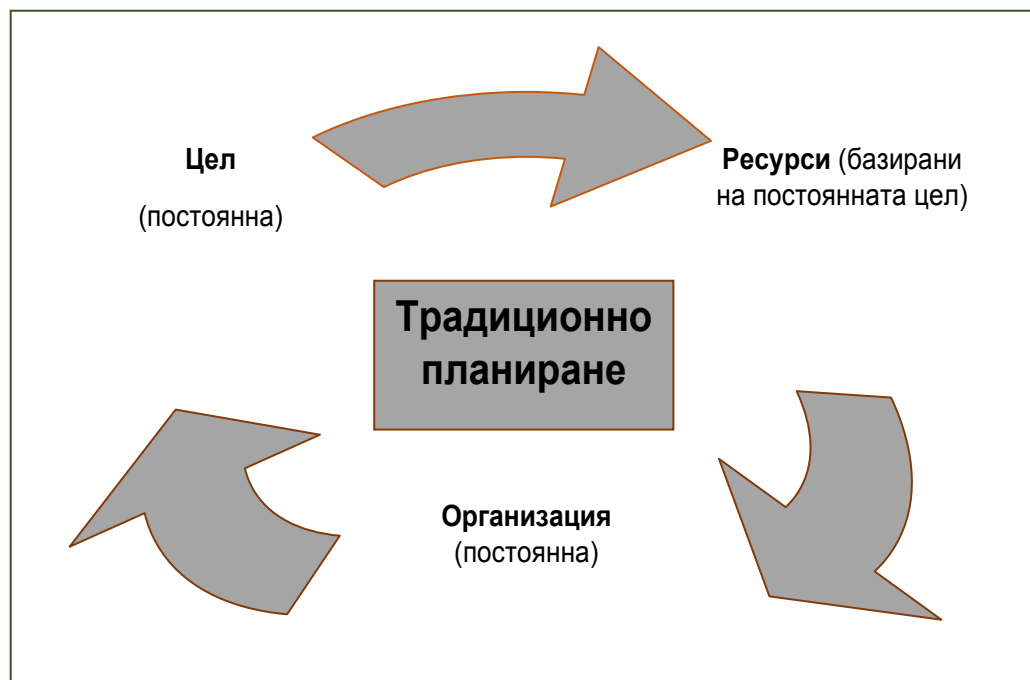 Цел
(постоянна)
Ресурси (базирани
на постоянната цел)
Традиционно
планиране
Организация
(постоянна)